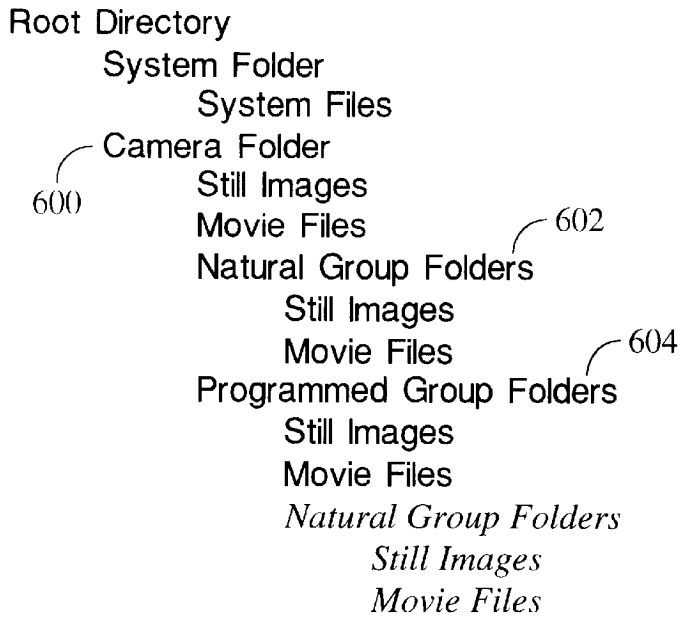 Root Directory
System Folder
System Files
Camera Folder
600
Still Images
Movie Files
602
Natural Group Folders
Still Images
Movie Files
604
Programmed Group Folders
Still Images
Movie Files
Natural Group Folders
Still Images
Movie Files